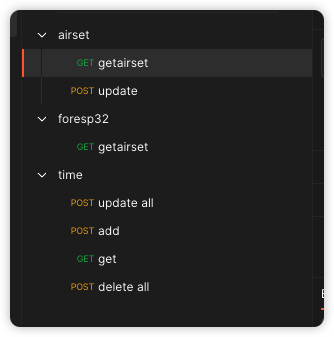 airset
GET getairset
POST update
foresp32
GET getairset
time
POST update all
POST add
GET get
POST delete all